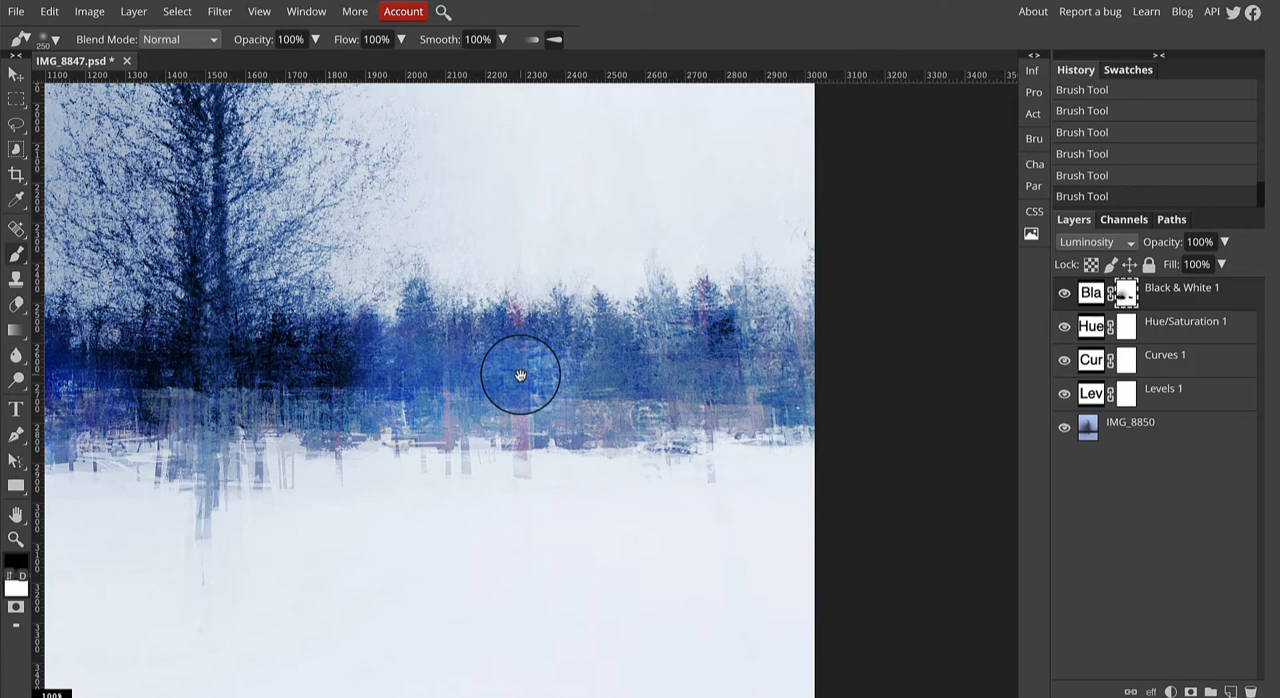 File Edit Image Layer Select Filter View Window More Account About Report a bug Learn Blog API
250 Blend Mode: Normal Opacity: 100% Flow: 100% Smooth: 100%
IMG_8847.psd *
1100 1200 1300 1400 1500 1600 1700 1800 1900 2000 2100 2200 2300 2400 2500 2600 2700 2800 2900 3000 3100 3200 3300 3400 35
Inf
Pro
Act
Bru
Cha
Par
CSS
History Swatches
Brush Tool
Brush Tool
Brush Tool
Brush Tool
Brush Tool
Brush Tool
Layers Channels Paths
Luminosity Opacity: 100%
Lock: Fill: 100%
Bla Black & White 1
Hue Hue/Saturation 1
Cur Curves 1
Lev Levels 1
IMG_8850
T
D
eff